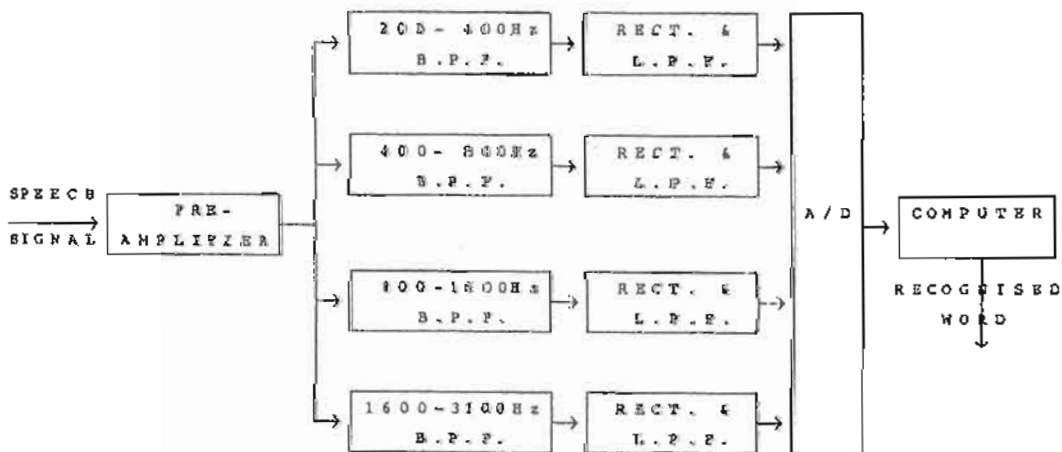 200- 400Hz
B.P.F.
RECT. &
L.P.F.
400- 800Hz
B.P.F.
RECT. &
L.P.F.
SPEECH
SIGNAL
PRE-
AMPLIFIER
A/D
COMPUTER
800-1600Hz
B.P.F.
RECT. &
L.P.F.
RECOGNISED
WORD
1600-3100Hz
B.P.F.
RECT. &
L.P.F.